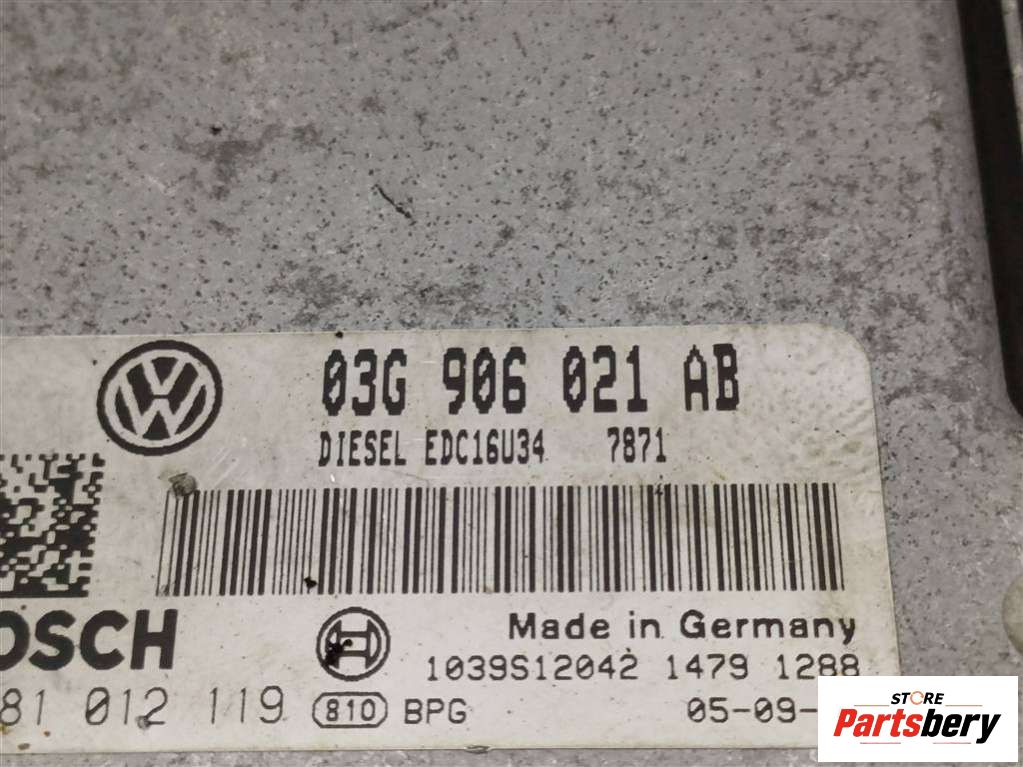 03G 906 021 AB
DIESEL EDC16U34 7871
OSCH
Made in Germany
1039S12042 1479 1288
81 012 119 810 BPG 05-09-
STORE
Partsbery